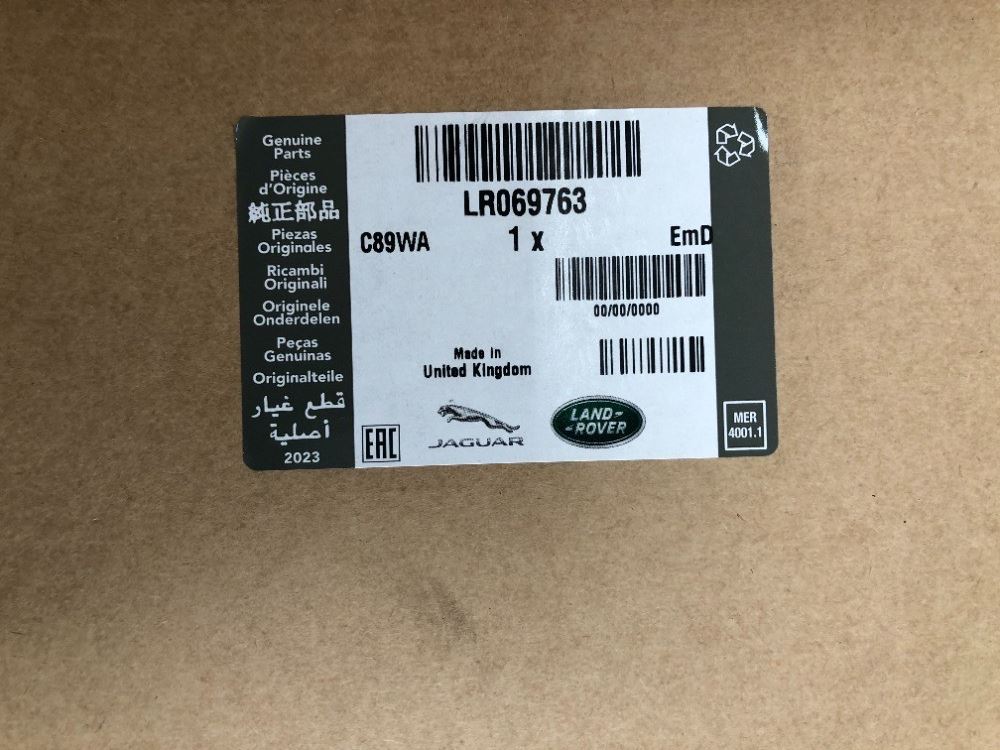 Genuine
Parts
Pièces
d'Origine
純正部品
Piezas
Originales
Ricambi
Originali
Originele
Onderdelen
Peças
Genuinas
Originalteile
قطع غيار
أصلية
2023
LR069763
C89WA 1 x EmD
00/00/0000
Made in
United Kingdom
EAC
JAGUAR
LAND-
-ROVER
MER
4001.1